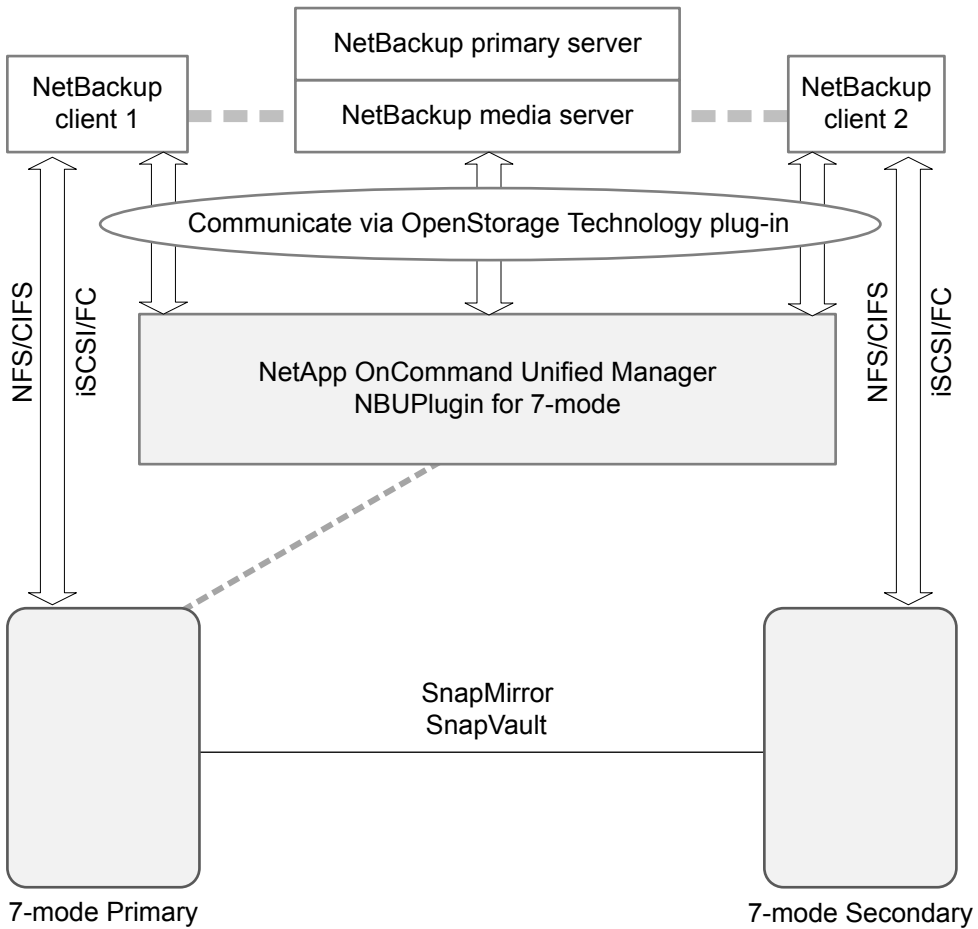 NetBackup primary server
NetBackup
client 1
NetBackup media server
NetBackup
client 2
Communicate via OpenStorage Technology plug-in
NFS/CIFS
iSCSI/FC
NFS/CIFS
iSCSI/FC
NetApp OnCommand Unified Manager
NBUPlugin for 7-mode
SnapMirror
SnapVault
7-mode Primary
7-mode Secondary